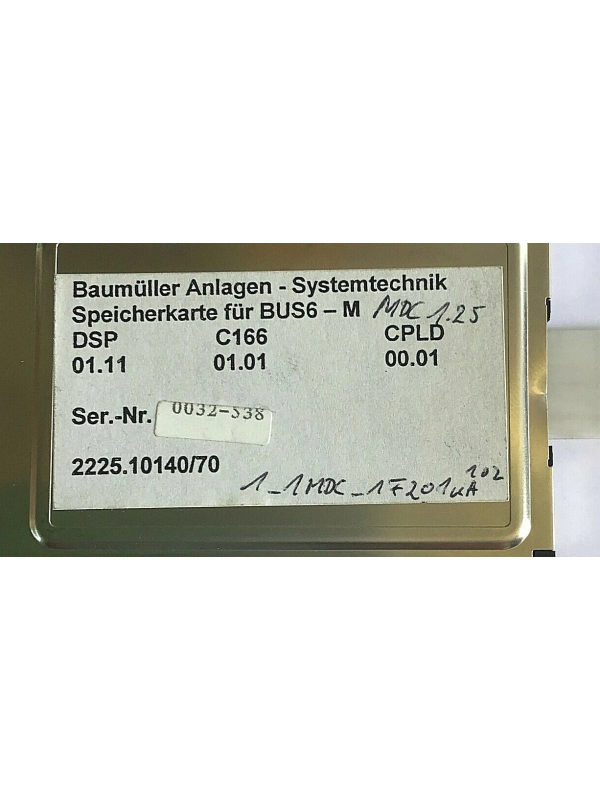 Baumüller Anlagen - Systemtechnik
Speicherkarte für BUS6 – M MDC 1.25
DSP C166 CPLD
01.11 01.01 00.01
Ser.-Nr. 0032-538
2225.10140/70
1_1MDC_1F201uA 102